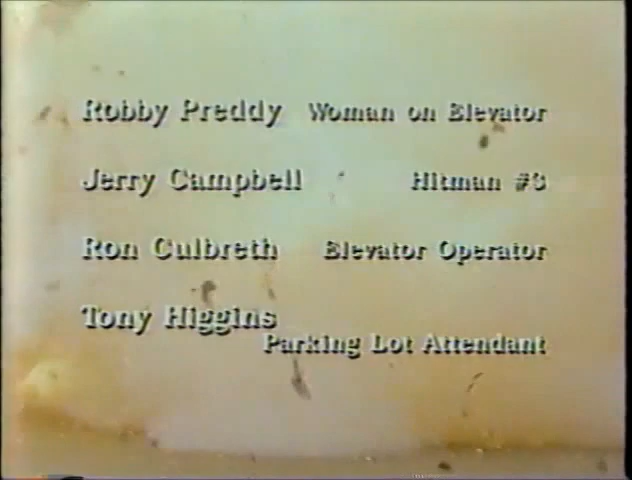 Robby Preddy Woman on Elevator
Jerry Campbell Hitman #3
Ron Culbreth Elevator Operator
Tony Higgins
Parking Lot Attendant